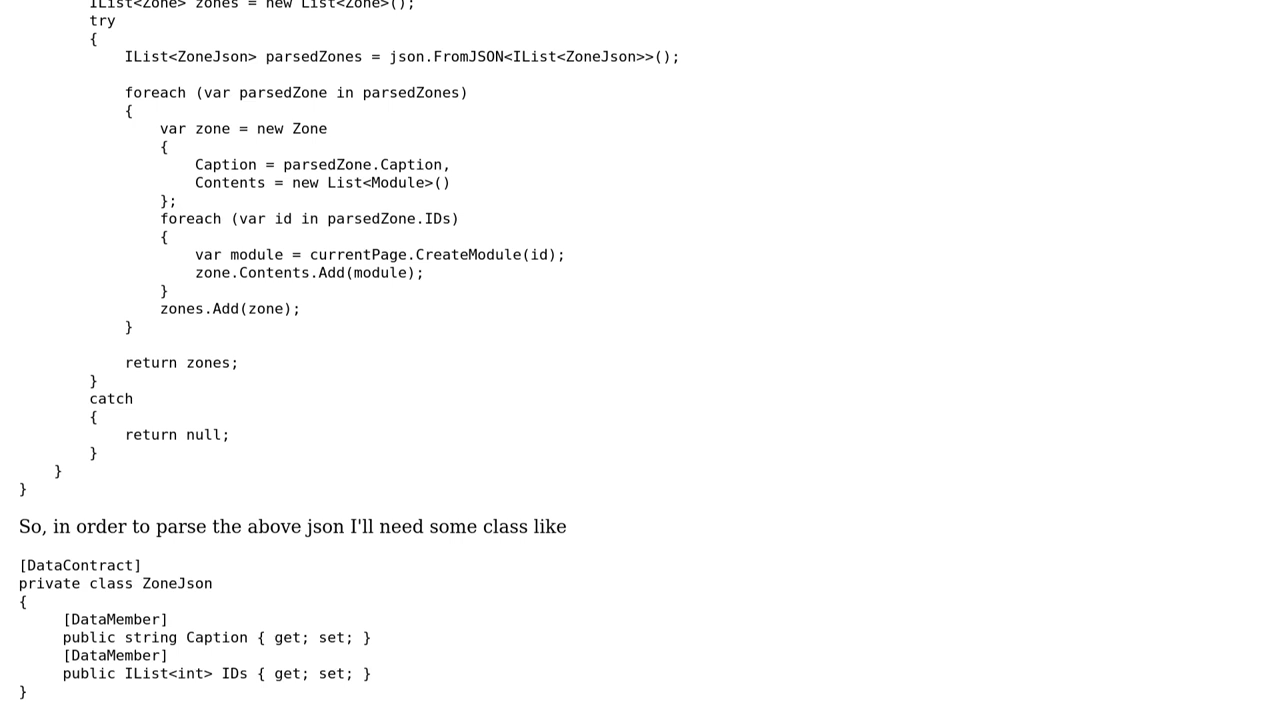 IList<Zone> zones = new List<Zone>();
try
{
IList<ZoneJson> parsedZones = json.FromJSON<IList<ZoneJson>>();
foreach (var parsedZone in parsedZones)
{
var zone = new Zone
{
Caption = parsedZone.Caption,
Contents = new List<Module>()
};
foreach (var id in parsedZone.IDs)
{
var module = currentPage.CreateModule(id);
zone.Contents.Add(module);
}
zones.Add(zone);
}
return zones;
}
catch
{
return null;
}
}
}
So, in order to parse the above json I'll need some class like
[DataContract]
private class ZoneJson
{
[DataMember]
public string Caption { get; set; }
[DataMember]
public IList<int> IDs { get; set; }
}